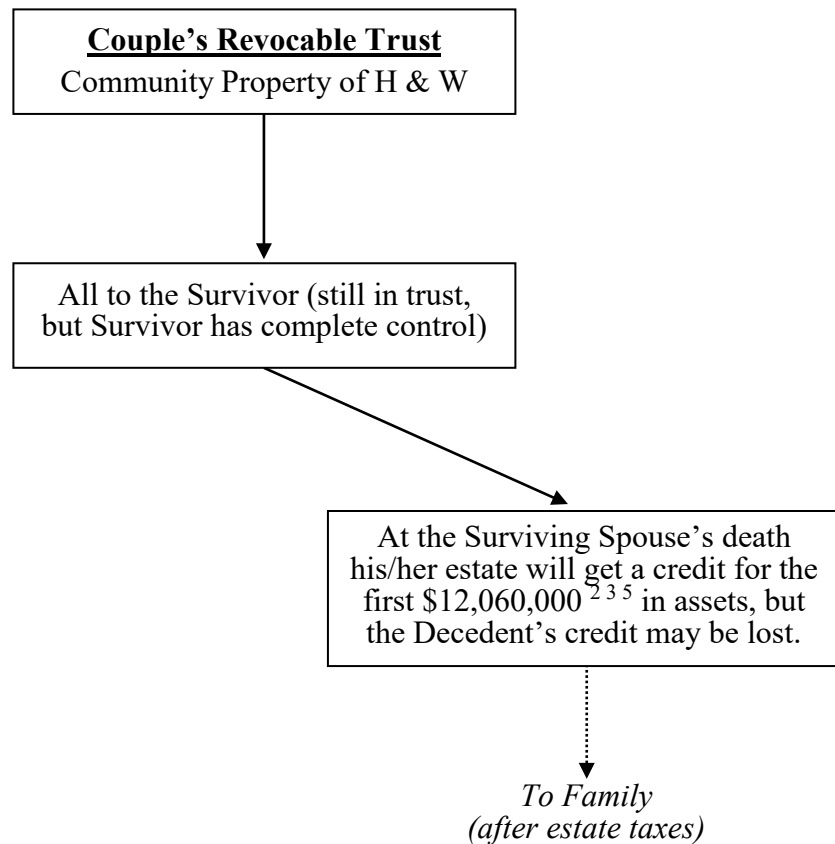 Couple’s Revocable Trust
Community Property of H & W
All to the Survivor (still in trust,
but Survivor has complete control)
At the Surviving Spouse’s death
his/her estate will get a credit for the
first $12,060,000 ² ³ ⁵ in assets, but
the Decedent’s credit may be lost.
To Family
(after estate taxes)